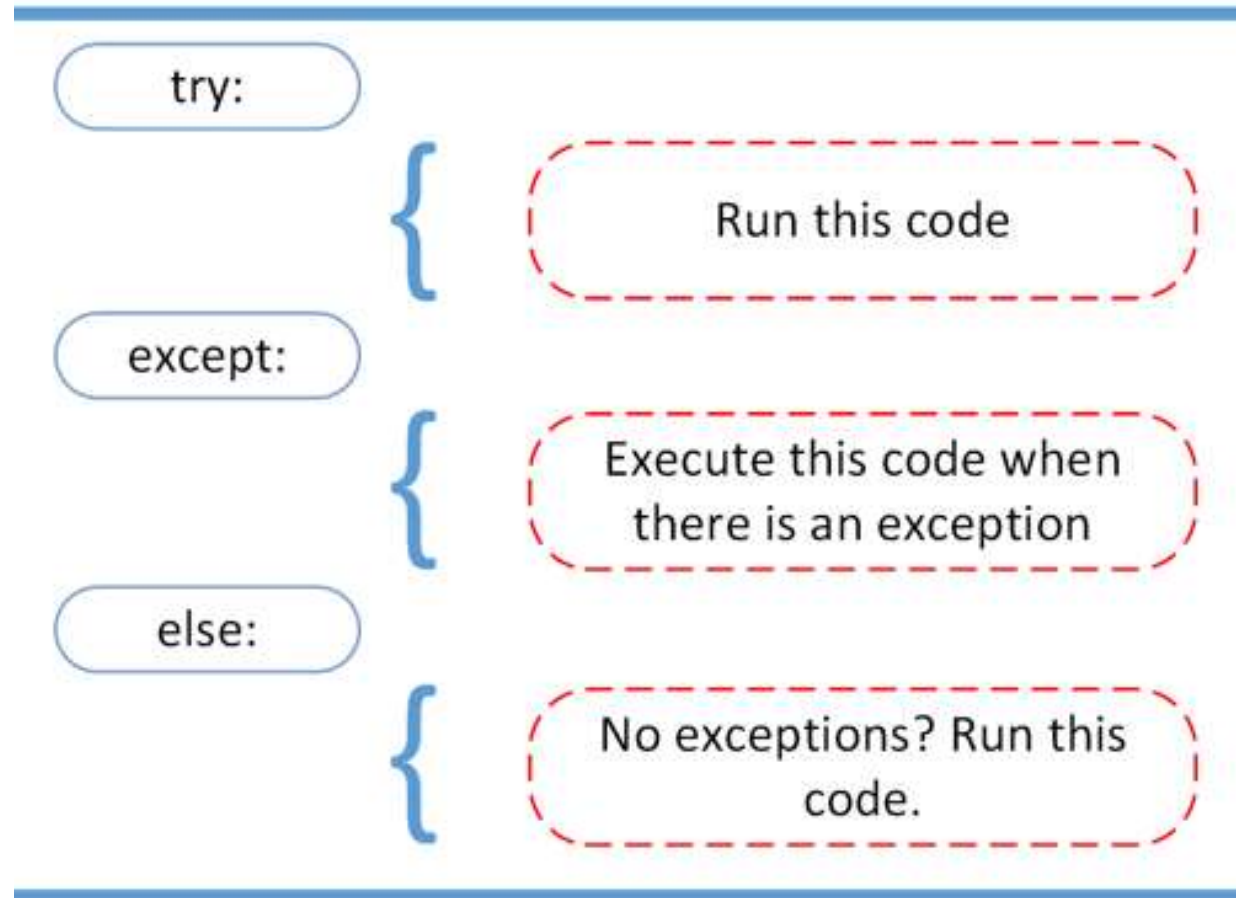 try:
Run this code
except:
Execute this code when
there is an exception
else:
No exceptions? Run this
code.